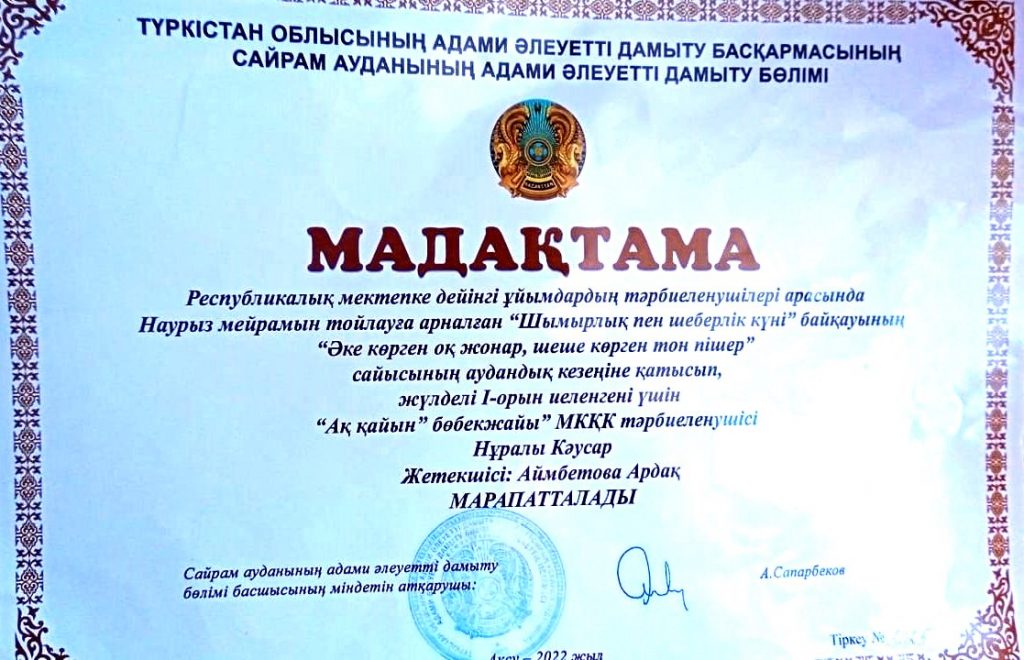 ТҮРКІСТАН ОБЛЫСЫНЫҢ АДАМИ ӘЛЕУЕТТІ ДАМЫТУ БАСҚАРМАСЫНЫҢ
САЙРАМ АУДАНЫНЫҢ АДАМИ ӘЛЕУЕТТІ ДАМЫТУ БӨЛІМІ
МАДАҚТАМА
Республикалық мектепке дейінгі ұйымдардың тәрбиеленушілері арасында
Наурыз мейрамын тойлауға арналған “Шымырлық пен шеберлік күні” байқауының
“Әке көрген оқ жонар, шеше көрген тон пішер”
сайысының аудандық кезеңіне қатысып,
жүлделі I-орын иеленгені үшін
“Ақ қайын” бөбекжайы” МКҚК тәрбиеленушісі
Нұралы Кәусар
Жетекшісі: Аймбетова Ардақ
МАРАПАТТАЛАДЫ
Сайрам ауданының адами әлеуетті дамыту
бөлімі басшысының міндетін атқарушы:
А.Сапарбеков
Тіркеу №
Ақсу – 2022 жыл